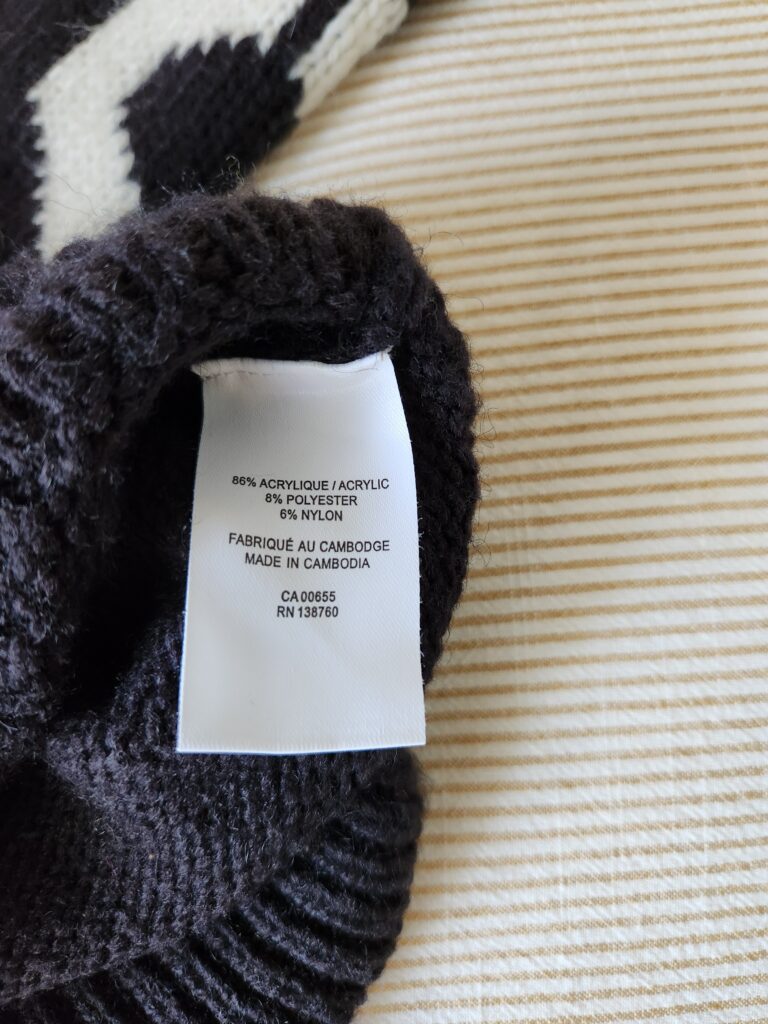 86% ACRYLIQUE / ACRYLIC
8% POLYESTER
6% NYLON
FABRIQUÉ AU CAMBODGE
MADE IN CAMBODIA
CA 00655
RN 138760